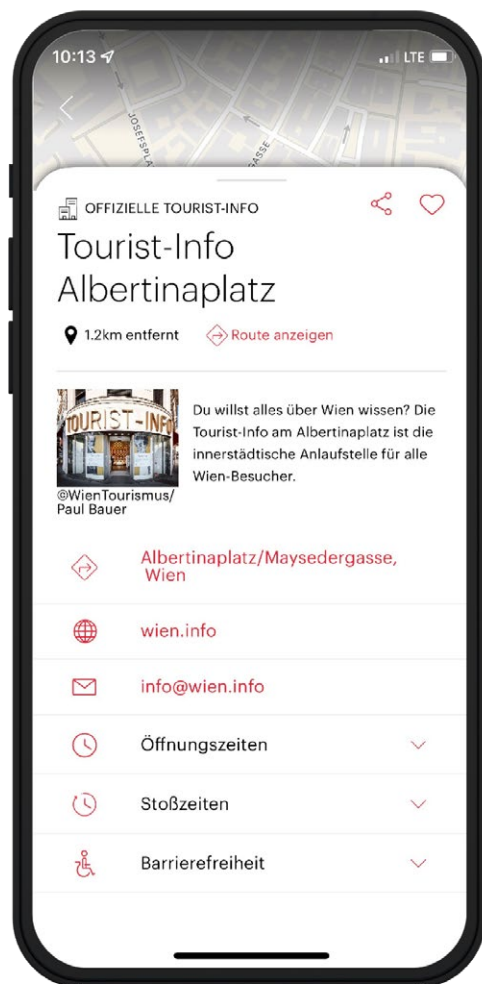 10:13
LTE
JOSEFSPLA
GASSE
OFFIZIELLE TOURIST-INFO
Tourist-Info
Albertinaplatz
1.2km entfernt Route anzeigen
TOURIST-INFO
Du willst alles über Wien wissen? Die
Tourist-Info am Albertinaplatz ist die
innerstädtische Anlaufstelle für alle
Wien-Besucher.
©WienTourismus/
Paul Bauer
Albertinaplatz/Maysedergasse,
Wien
wien.info
info@wien.info
Öffnungszeiten
Stoßzeiten
Barrierefreiheit